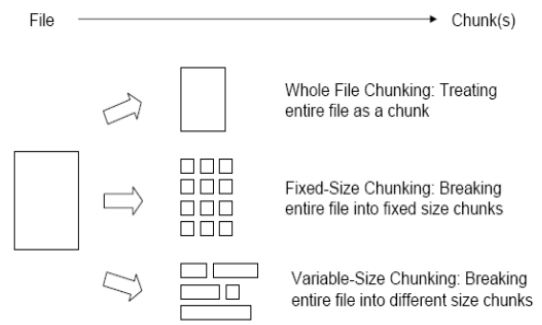 File
Chunk(s)
Whole File Chunking: Treating
entire file as a chunk
Fixed-Size Chunking: Breaking
entire file into fixed size chunks
Variable-Size Chunking: Breaking
entire file into different size chunks